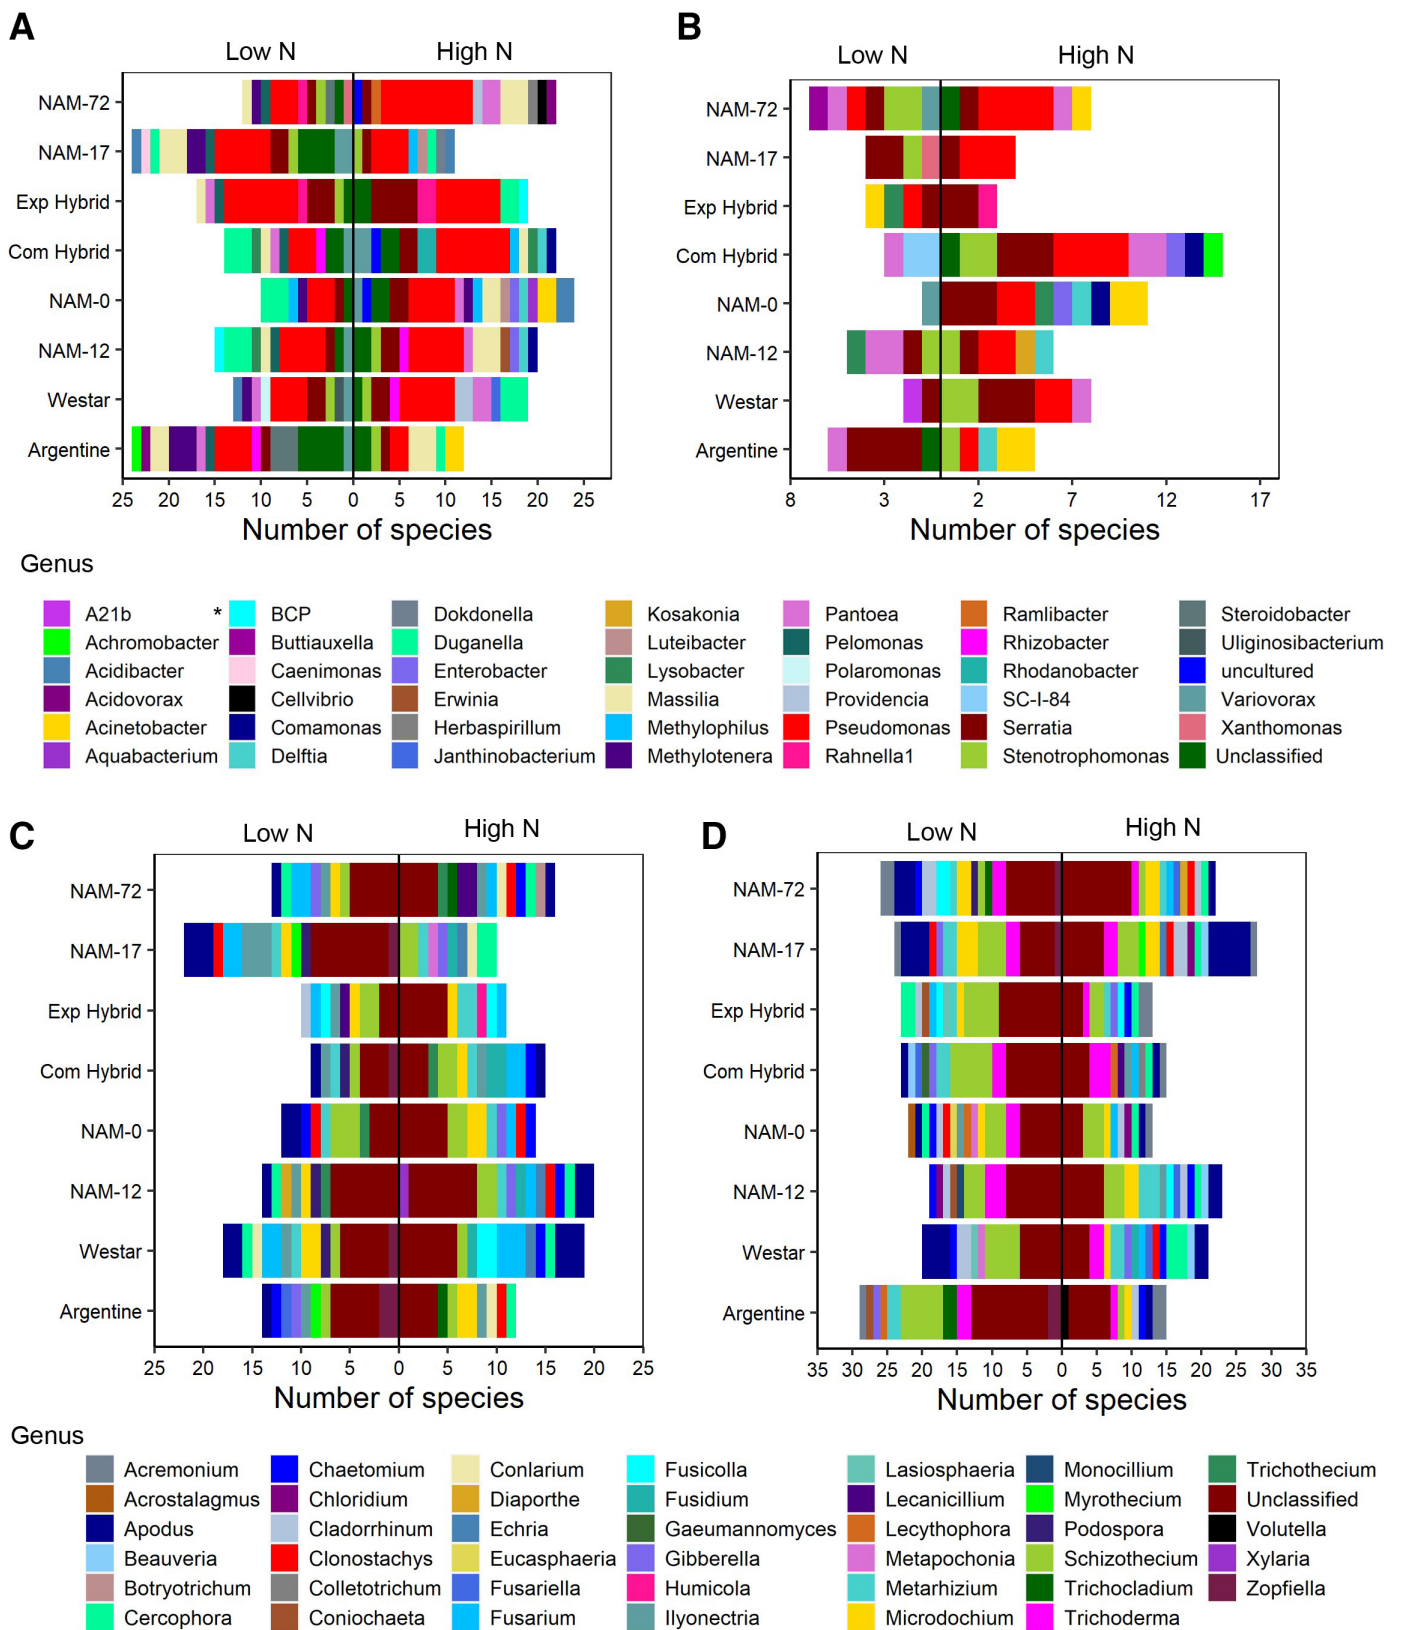 A
B
Low N
High N
Low N
High N
NAM-72
NAM-17
Exp Hybrid
Com Hybrid
NAM-0
NAM-12
Westar
Argentine
25 20 15 10 5 0 5 10 15 20 25
Number of species
NAM-72
NAM-17
Exp Hybrid
Com Hybrid
NAM-0
NAM-12
Westar
Argentine
8 3 2 7 12 17
Number of species
Genus
A21b * BCP Dokdonella Kosakonia Pantoea Ramlibacter Steroidobacter
Achromobacter Buttiauxella Duganella Luteibacter Pelomonas Rhizobacter Uliginosibacterium
Acidibacter Caenimonas Enterobacter Lysobacter Polaromonas Rhodanobacter uncultured
Acidovorax Cellvibrio Erwinia Massilia Providencia SC-I-84 Variovorax
Acinetobacter Comamonas Herbaspirillum Methylophilus Pseudomonas Serratia Xanthomonas
Aquabacterium Delftia Janthinobacterium Methylotenera Rahnella1 Stenotrophomonas Unclassified
C
D
Low N
High N
Low N
High N
NAM-72
NAM-17
Exp Hybrid
Com Hybrid
NAM-0
NAM-12
Westar
Argentine
25 20 15 10 5 0 5 10 15 20 25
Number of species
NAM-72
NAM-17
Exp Hybrid
Com Hybrid
NAM-0
NAM-12
Westar
Argentine
35 30 25 20 15 10 5 0 5 10 15 20 25 30 35
Number of species
Genus
Acremonium Chaetomium Conlarium Fusicolla Lasiosphaeria Monocillium Trichothecium
Acrostalagmus Chloridium Diaporthe Fusidium Lecanicillium Myrothecium Unclassified
Apodus Cladorrhinum Echria Gaeumannomyces Lecythophora Podospora Volutella
Beauveria Clonostachys Eucasphaeria Gibberella Metapochonia Schizothecium Xylaria
Botryotrichum Colletotrichum Fusariella Humicola Metarhizium Trichocladium Zopfiella
Cercophora Coniochaeta Fusarium Ilyonectria Microdochium Trichoderma